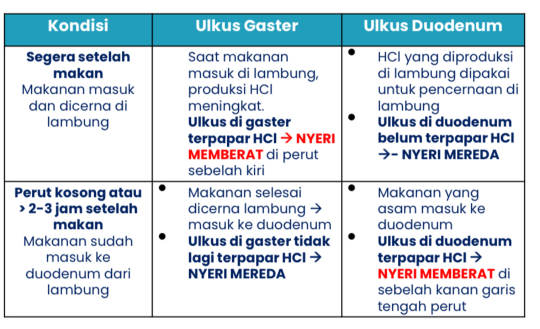 Kondisi
Ulkus Gaster
Ulkus Duodenum
Segera setelah
makan
Makanan masuk
dan dicerna di
lambung
Saat makanan
masuk di lambung,
produksi HCl
meningkat.
Ulkus di gaster
terpapar HCl → NYERI
MEMBERAT di perut
sebelah kiri
• HCl yang diproduksi
di lambung dipakai
untuk pencernaan di
lambung
• Ulkus di duodenum
belum terpapar HCl
→- NYERI MEREDA
Perut kosong atau
> 2-3 jam setelah
makan
Makanan sudah
masuk ke
duodenum dari
lambung
• Makanan selesai
dicerna lambung →
masuk ke duodenum
• Ulkus di gaster tidak
lagi terpapar HCl →
NYERI MEREDA
• Makanan yang
asam masuk ke
duodenum
• Ulkus di duodenum
terpapar HCl →
NYERI MEMBERAT di
sebelah kanan garis
tengah perut